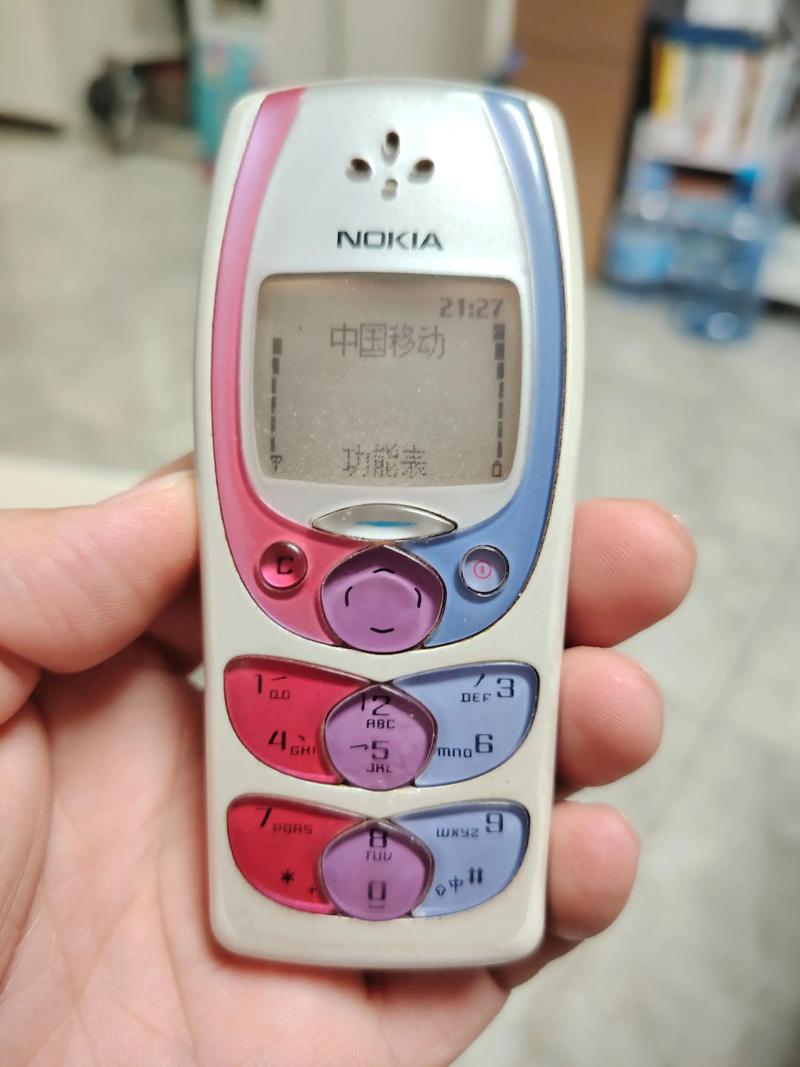 NOKIA
21:27
中国移动
功能表
C
1
2 ABC
DEF 3
4 GHI
5 JKL
mno 6
7 PQRS
8 TUV
WXYZ 9
* +
0
中 #